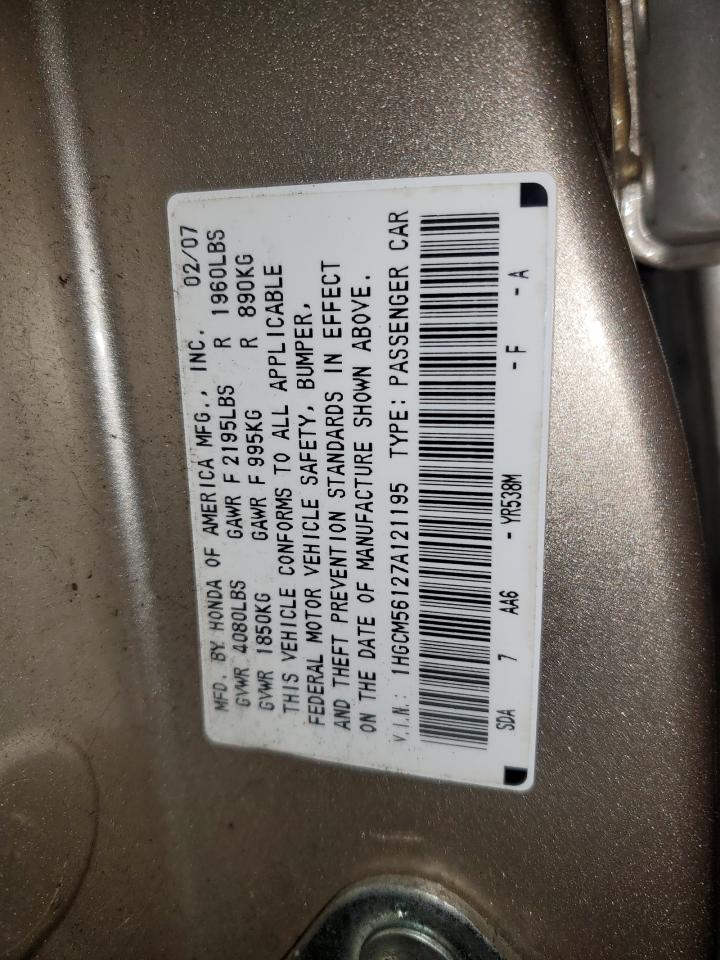 MFD. BY HONDA OF AMERICA MFG., INC. 02/07
GVWR 4080LBS GAWR F 2195LBS R 1960LBS
GVWR 1850KG GAWR F 995KG R 890KG
THIS VEHICLE CONFORMS TO ALL APPLICABLE
FEDERAL MOTOR VEHICLE SAFETY, BUMPER,
AND THEFT PREVENTION STANDARDS IN EFFECT
ON THE DATE OF MANUFACTURE SHOWN ABOVE.
V.I.N.: 1HGCM56127A121195 TYPE: PASSENGER CAR
SDA 7 AA6 - YR538M - F - A